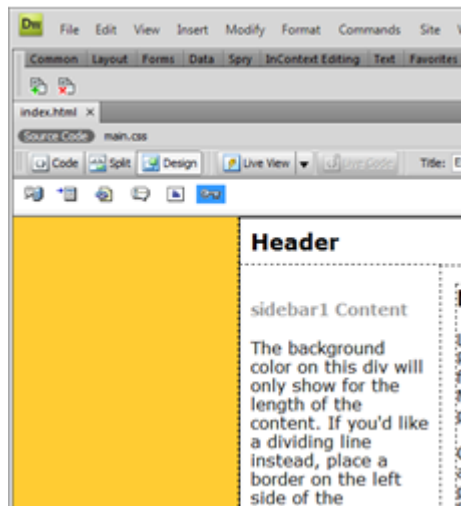 Dw File Edit View Insert Modify Format Commands Site
Common Layout Forms Data Spry InContext Editing Text Favorites
index.html ×
Source Code main.css
Code Split Design Live View Live Code Title: E
Header
sidebar1 Content
The background
color on this div will
only show for the
length of the
content. If you'd like
a dividing line
instead, place a
border on the left
side of the